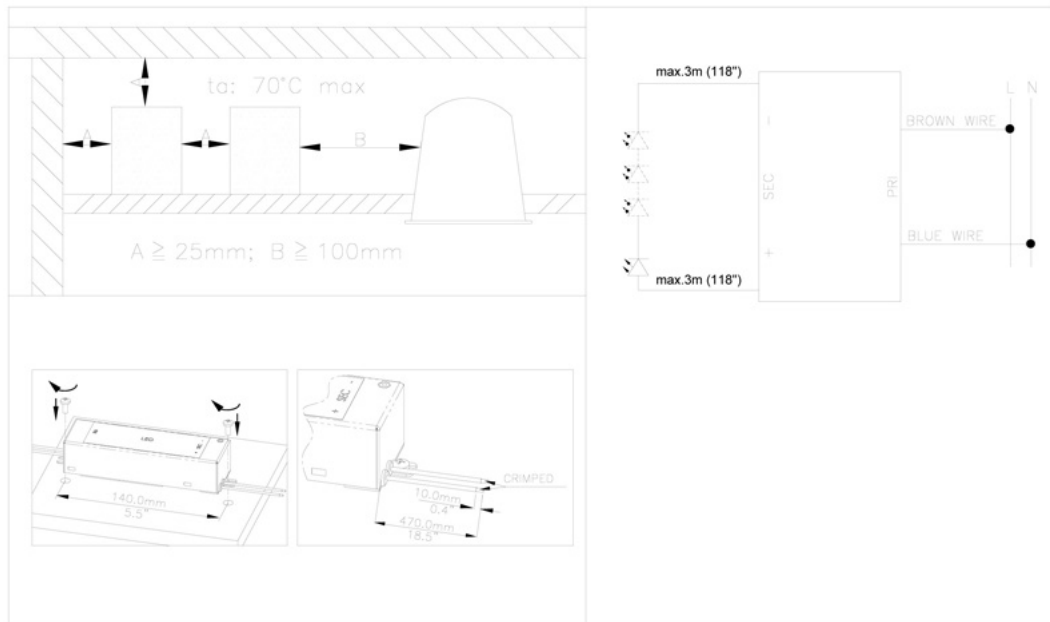 ta: 70°C max
A
A
A
B
A ≧ 25mm; B ≧ 100mm
max.3m (118")
L N
BROWN WIRE
−
SEC
PRI
+
BLUE WIRE
max.3m (118")
LED
140.0mm
5.5"
SEC
-
+
CRIMPED
10.0mm
0.4"
470.0mm
18.5"